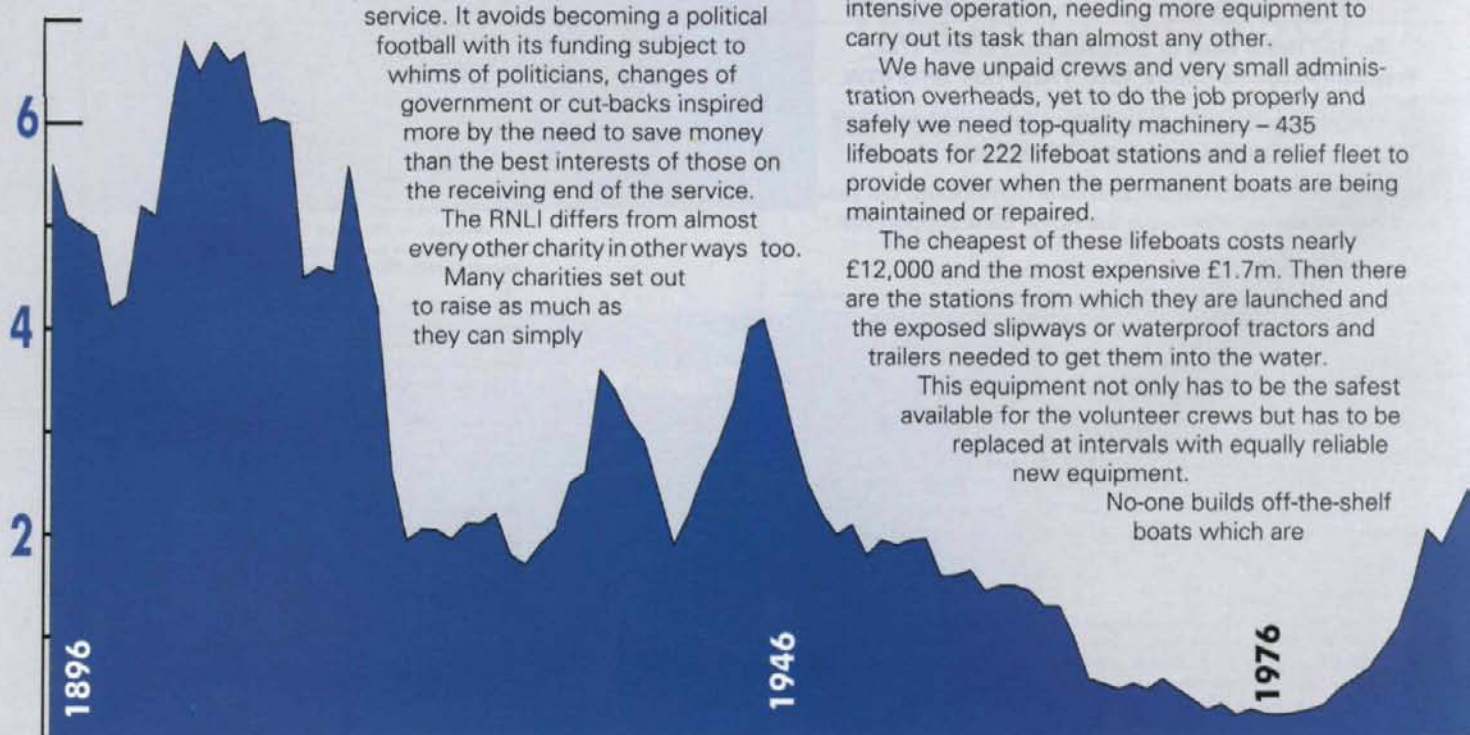 service. It avoids becoming a political
football with its funding subject to
whims of politicians, changes of
government or cut-backs inspired
more by the need to save money
than the best interests of those on
the receiving end of the service.
The RNLI differs from almost
every other charity in other ways too.
Many charities set out
to raise as much as
they can simply
intensive operation, needing more equipment to
carry out its task than almost any other.
We have unpaid crews and very small adminis-
tration overheads, yet to do the job properly and
safely we need top-quality machinery – 435
lifeboats for 222 lifeboat stations and a relief fleet to
provide cover when the permanent boats are being
maintained or repaired.
The cheapest of these lifeboats costs nearly
£12,000 and the most expensive £1.7m. Then there
are the stations from which they are launched and
the exposed slipways or waterproof tractors and
trailers needed to get them into the water.
This equipment not only has to be the safest
available for the volunteer crews but has to be
replaced at intervals with equally reliable
new equipment.
No-one builds off-the-shelf
boats which are
6
4
2
1896
1946
1976